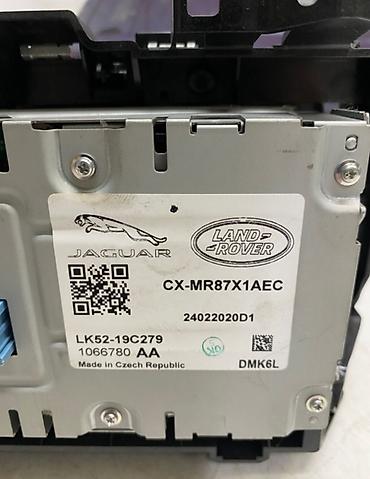 JAGUAR
LAND-
-ROVER
CX-MR87X1AEC
24022020D1
LK52-19C279
1066780 AA
Made in Czech Republic
DMK6L